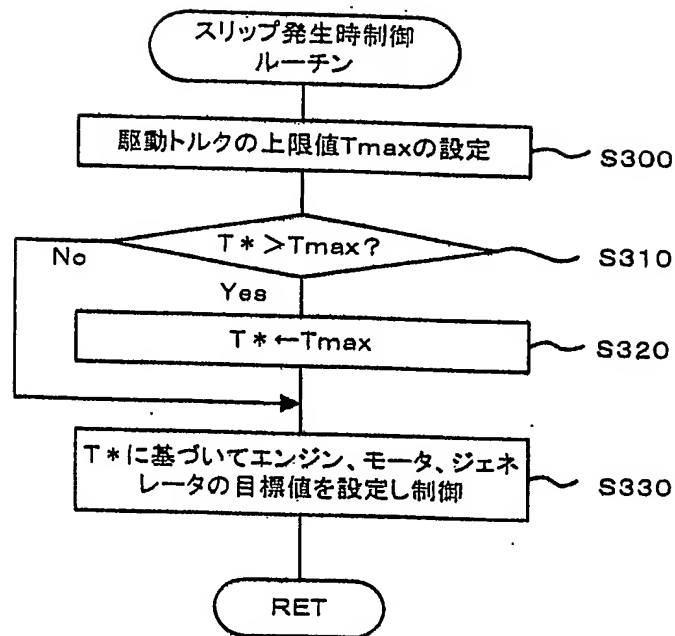 スリップ発生時制御
ルーチン
駆動トルクの上限値Tmaxの設定
S300
T*>Tmax?
S310
No
Yes
T*←Tmax
S320
T*に基づいてエンジン、モータ、ジェネ
レータの目標値を設定し制御
S330
RET